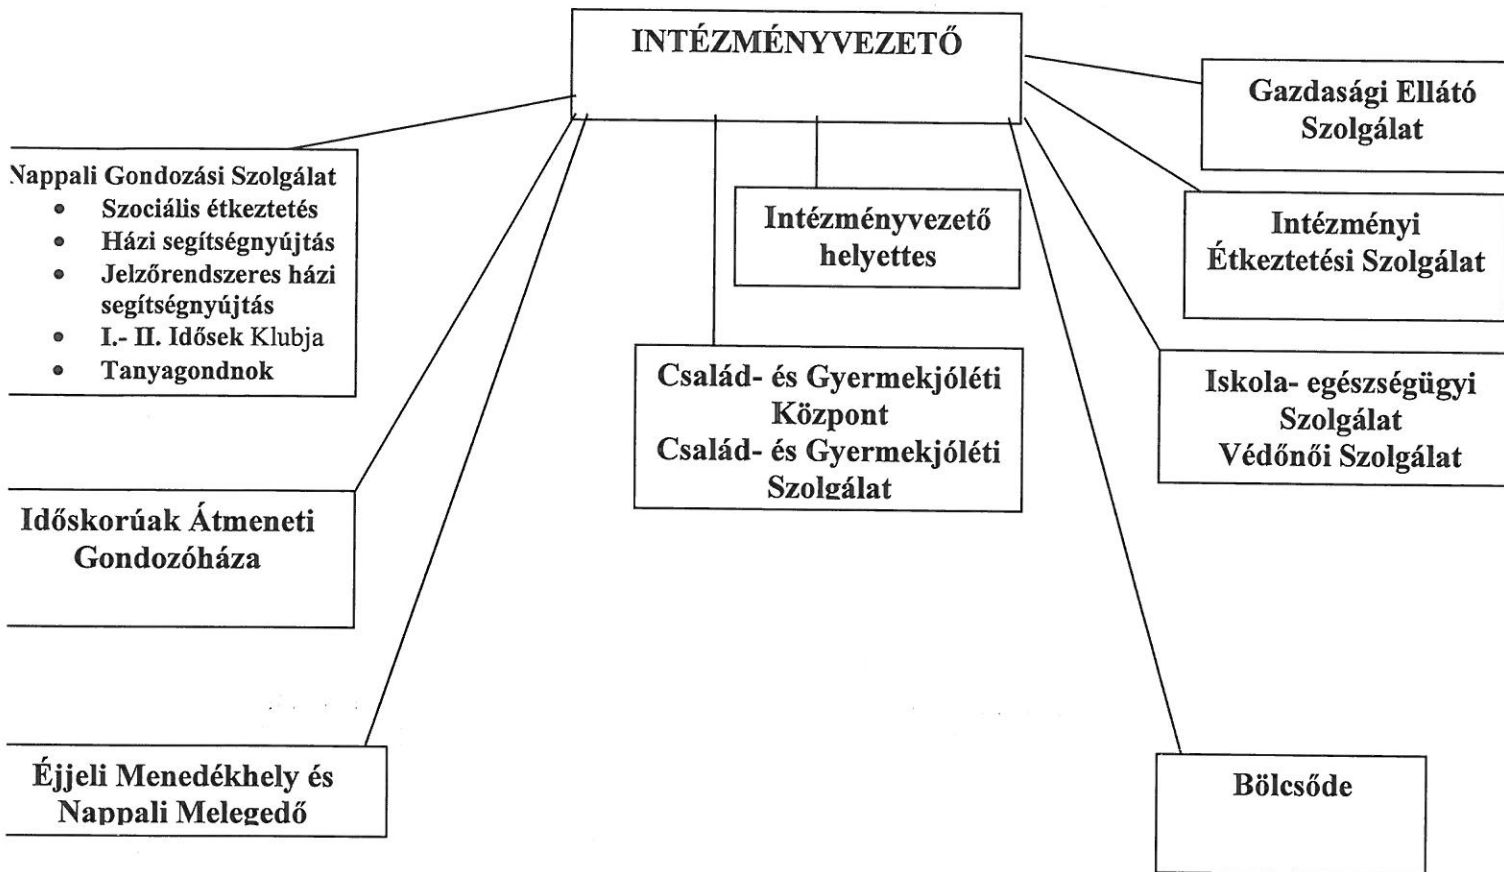 INTÉZMÉNYVEZETŐ
Gazdasági Ellátó
Szolgálat
Nappali Gondozási Szolgálat
• Szociális étkeztetés
• Házi segítségnyújtás
• Jelzőrendszeres házi
segítségnyújtás
• I.- II. Idősek Klubja
• Tanyagondnok
Intézményvezető
helyettes
Intézményi
Étkeztetési Szolgálat
Család- és Gyermekjóléti
Központ
Család- és Gyermekjóléti
Szolgálat
Iskola- egészségügyi
Szolgálat
Védőnői Szolgálat
Időskorúak Átmeneti
Gondozóháza
Éjjeli Menedékhely és
Nappali Melegedő
Bölcsőde